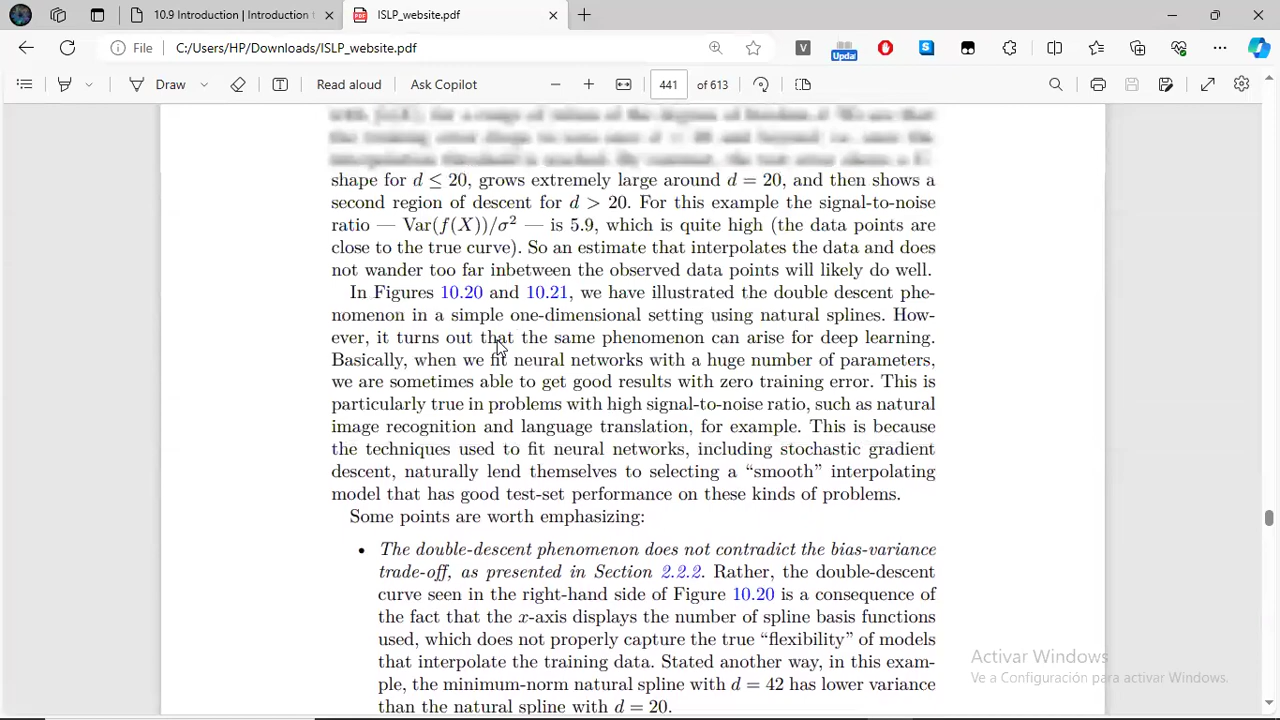 10.9 Introduction | Introduction t
ISLP_website.pdf
File
C:/Users/HP/Downloads/ISLP_website.pdf
V
Updat
S
Draw
Read aloud
Ask Copilot
441 of 613
shape for d ≤ 20, grows extremely large around d = 20, and then shows a
second region of descent for d > 20. For this example the signal-to-noise
ratio — Var(f(X))/σ² — is 5.9, which is quite high (the data points are
close to the true curve). So an estimate that interpolates the data and does
not wander too far inbetween the observed data points will likely do well.
In Figures 10.20 and 10.21, we have illustrated the double descent phe-
nomenon in a simple one-dimensional setting using natural splines. How-
ever, it turns out that the same phenomenon can arise for deep learning.
Basically, when we fit neural networks with a huge number of parameters,
we are sometimes able to get good results with zero training error. This is
particularly true in problems with high signal-to-noise ratio, such as natural
image recognition and language translation, for example. This is because
the techniques used to fit neural networks, including stochastic gradient
descent, naturally lend themselves to selecting a “smooth” interpolating
model that has good test-set performance on these kinds of problems.
Some points are worth emphasizing:
• The double-descent phenomenon does not contradict the bias-variance
trade-off, as presented in Section 2.2.2. Rather, the double-descent
curve seen in the right-hand side of Figure 10.20 is a consequence of
the fact that the x-axis displays the number of spline basis functions
used, which does not properly capture the true “flexibility” of models
that interpolate the training data. Stated another way, in this exam-
ple, the minimum-norm natural spline with d = 42 has lower variance
than the natural spline with d = 20.
Activar Windows
Ve a Configuración para activar Windows.